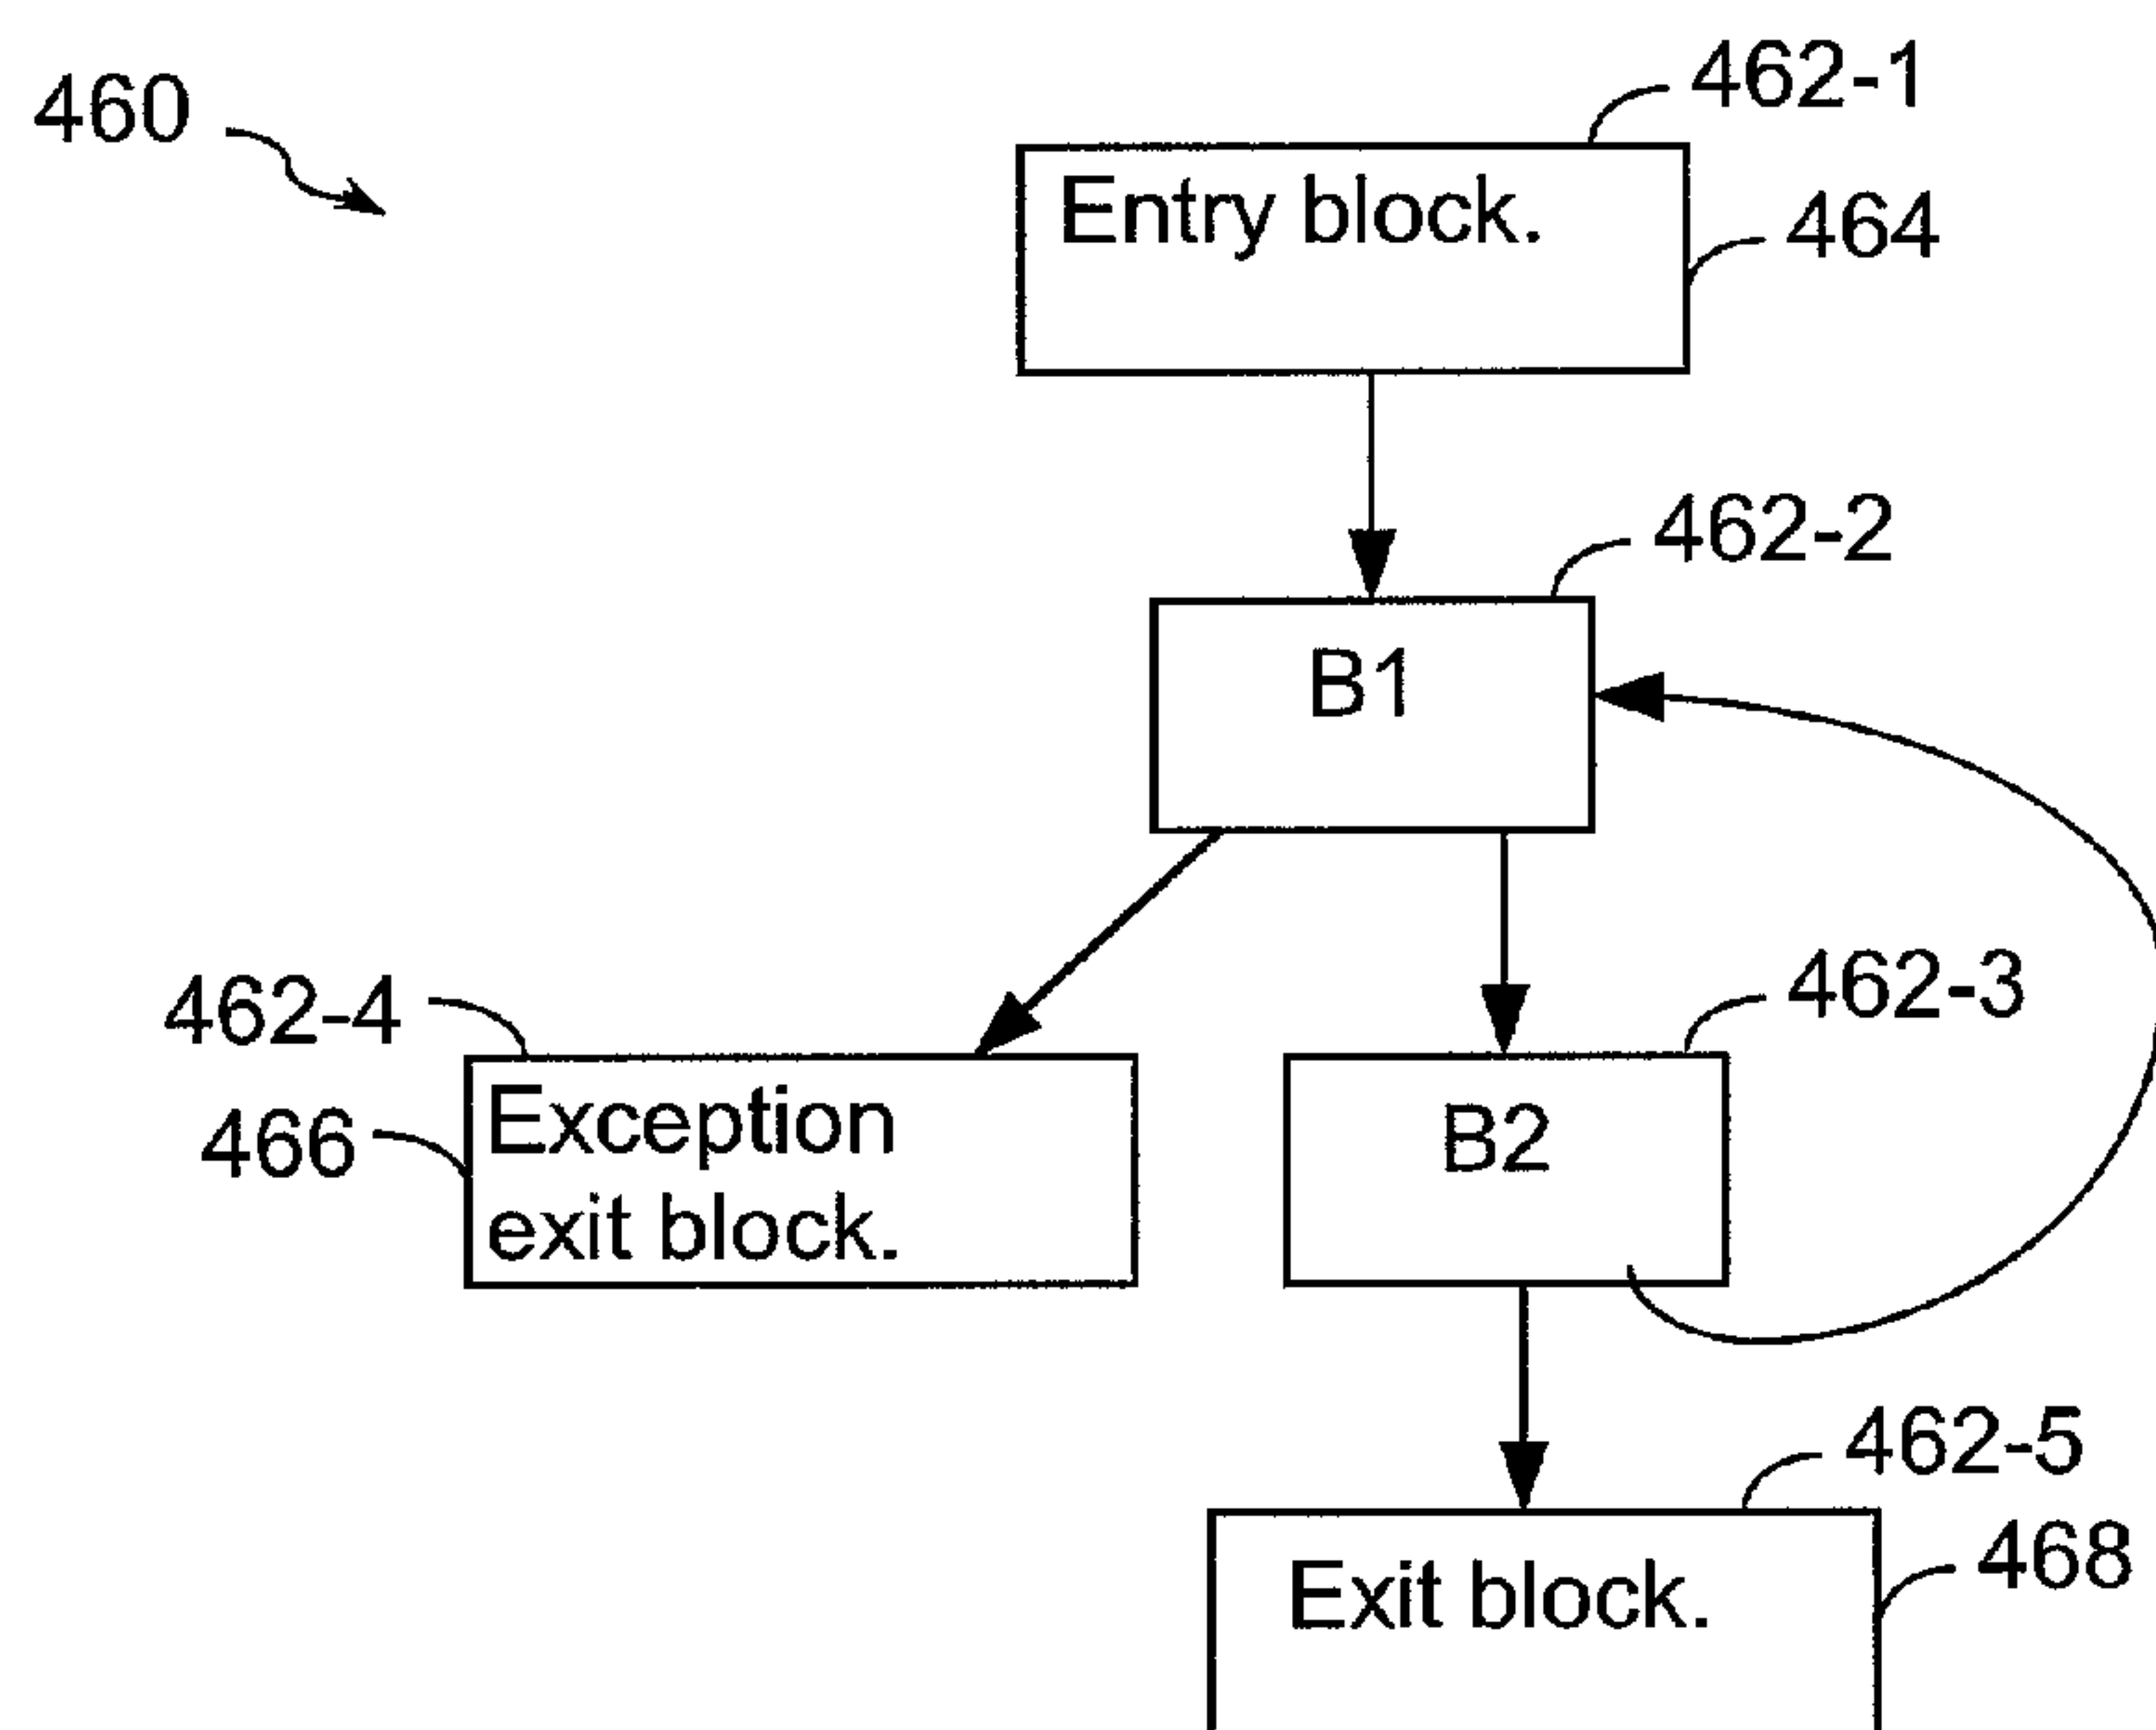 462-1
460
Entry block.
464
462-2
B1
462-4
462-3
466
Exception
exit block.
B2
462-5
468
Exit block.